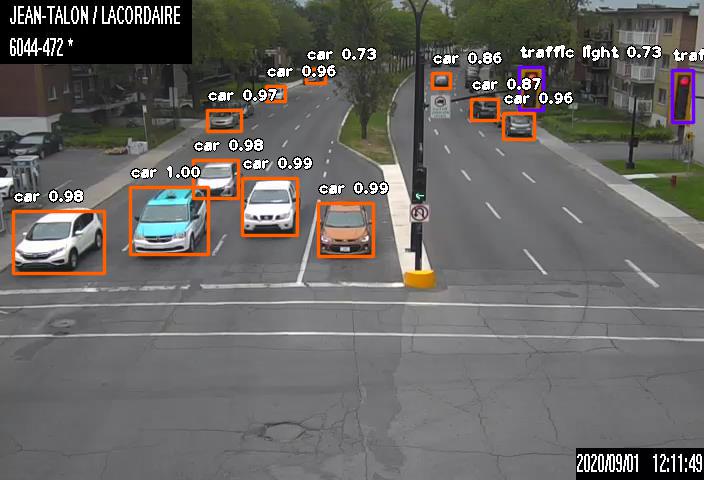 JEAN-TALON / LACORDAIRE
6044-472 *
car 0.73
car 0.96
car 0.97
car 0.86
traffic light 0.73
traf
car 0.87
car 0.96
car 0.98
car 1.00
car 0.99
car 0.99
car 0.98
2020/09/01 12:11:49